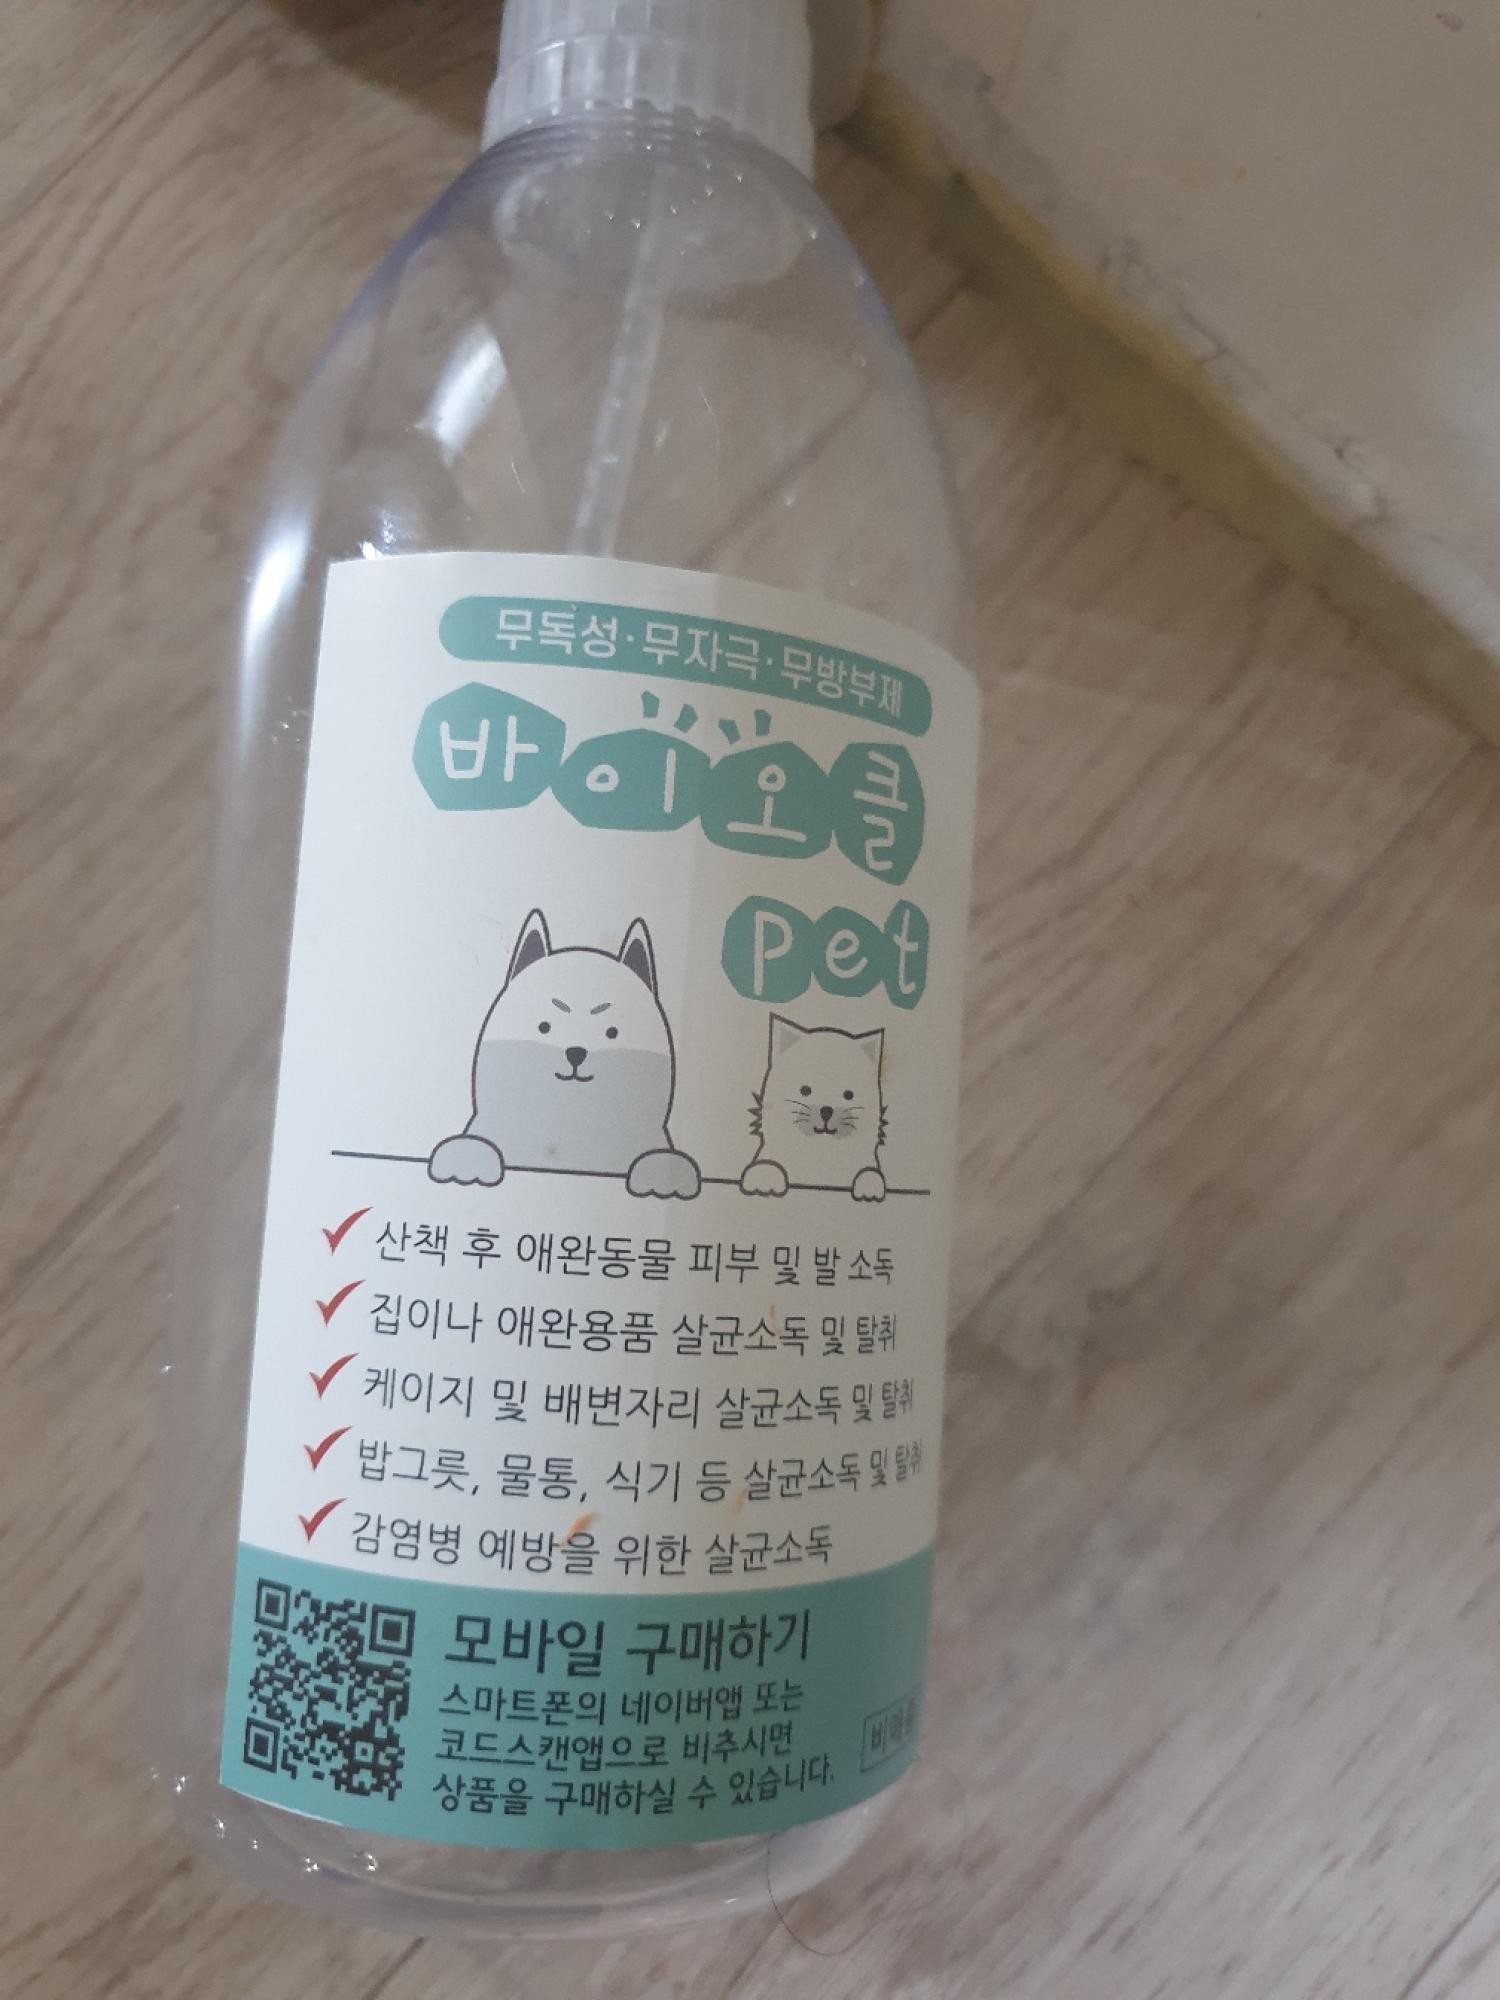 무독성·무자극·무방부제
바이오클
pet
산책 후 애완동물 피부 및 발 소독
집이나 애완용품 살균소독 및 탈취
케이지 및 배변자리 살균소독 및 탈취
밥그릇, 물통, 식기 등 살균소독 및 탈취
감염병 예방을 위한 살균소독
모바일 구매하기
스마트폰의 네이버앱 또는
코드스캔앱으로 비추시면
상품을 구매하실 수 있습니다.